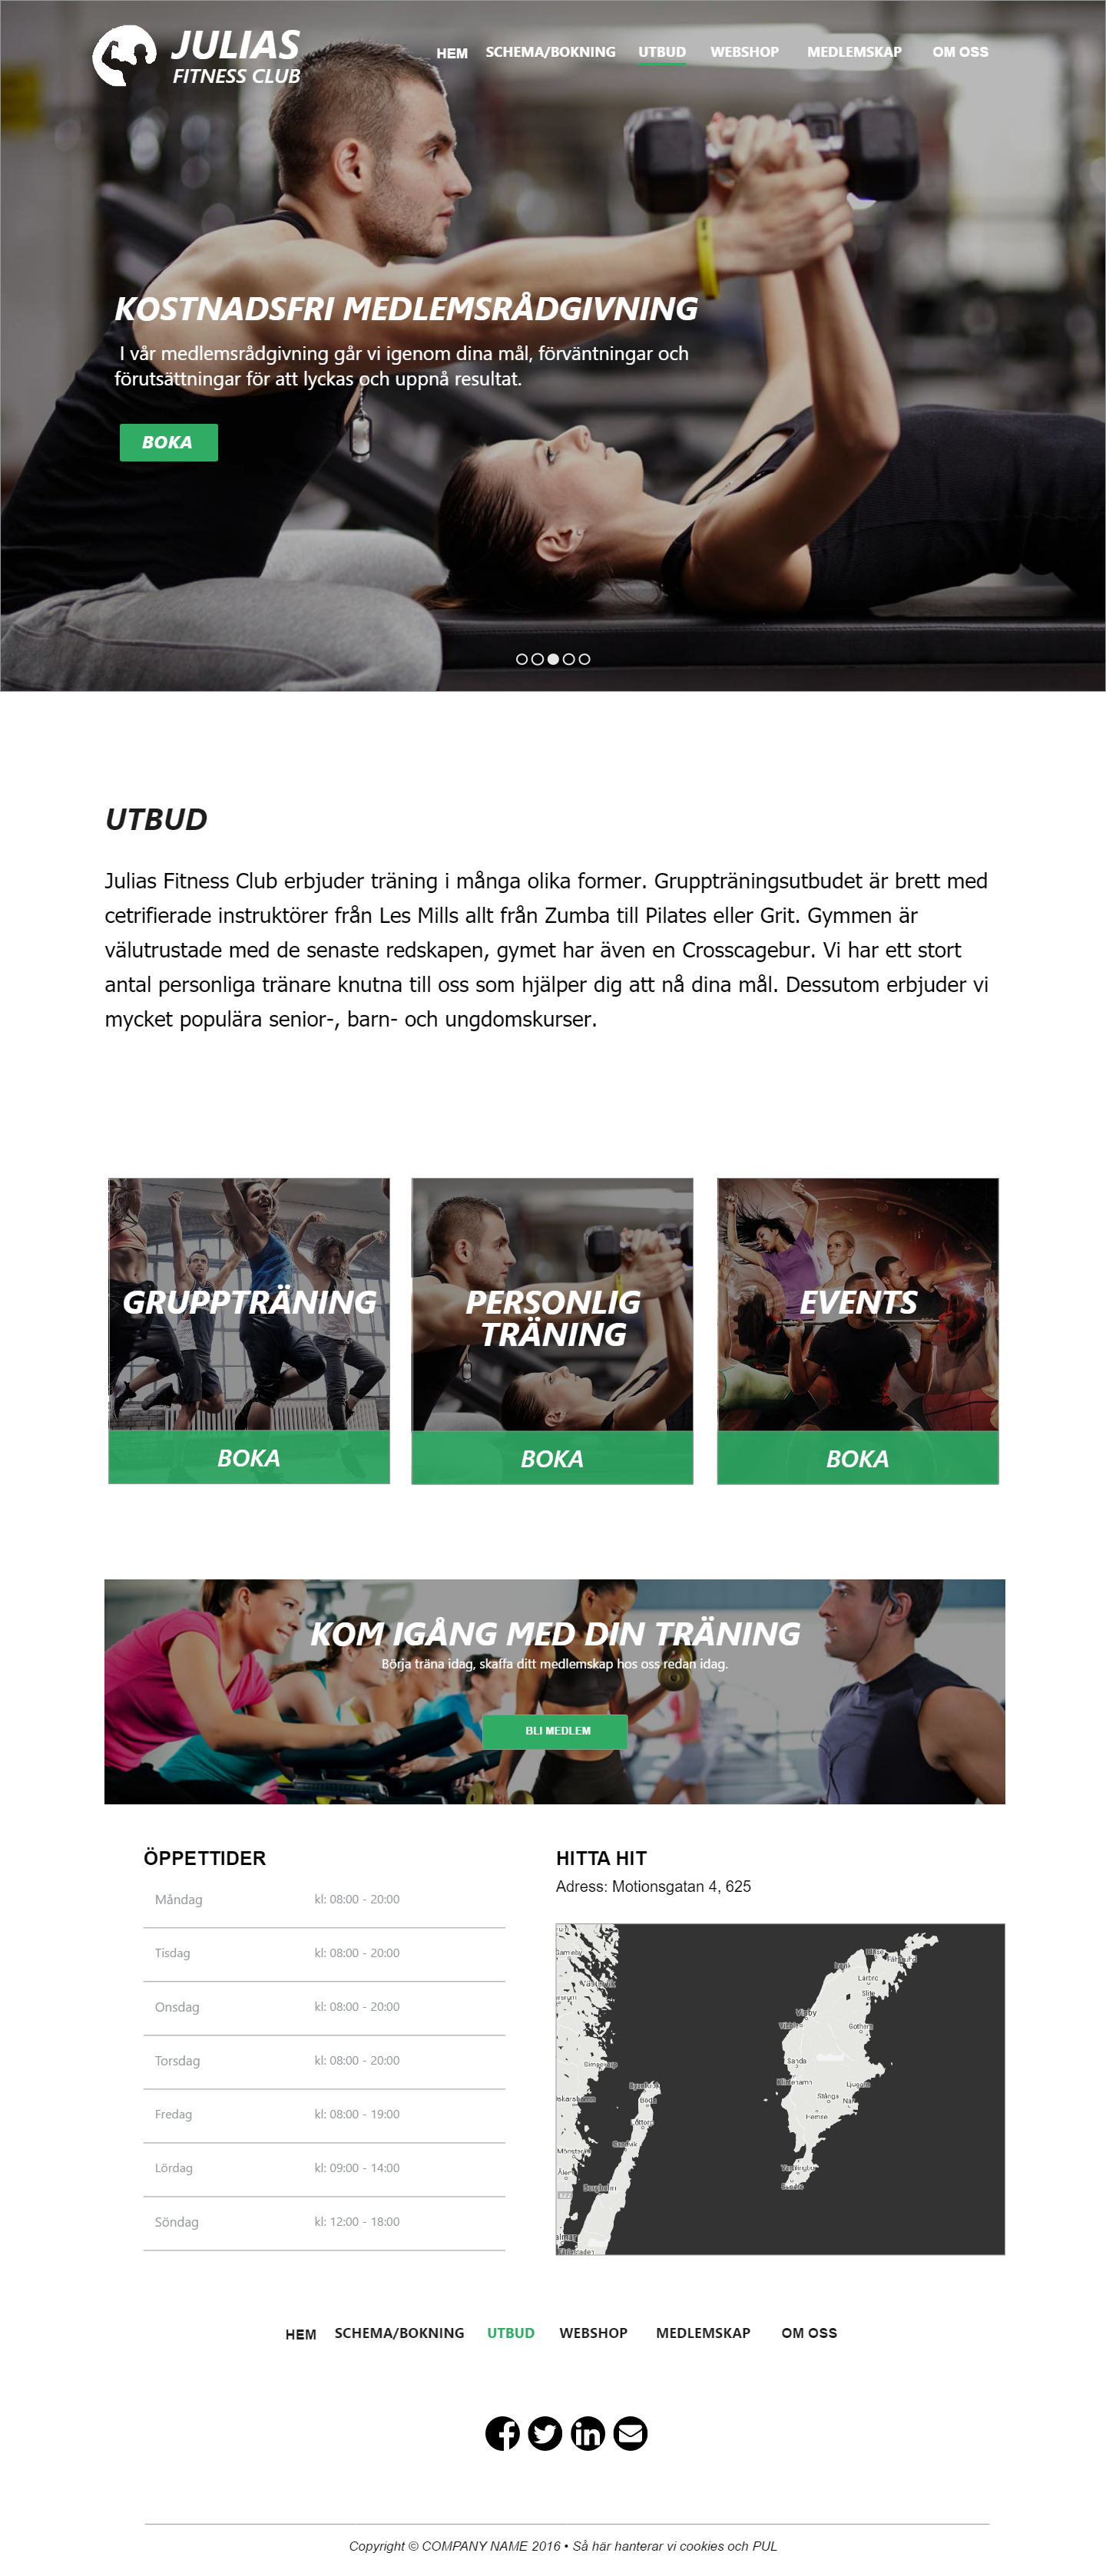 JULIAS
FITNESS CLUB
HEM SCHEMA/BOKNING UTBUD WEBSHOP MEDLEMSKAP OM OSS
KOSTNADSFRI MEDLEMSRÅDGIVNING
I vår medlemsrådgivning går vi igenom dina mål, förväntningar och
förutsättningar för att lyckas och uppnå resultat.
BOKA
UTBUD
Julias Fitness Club erbjuder träning i många olika former. Gruppträningsutbudet är brett med
cetrifierade instruktörer från Les Mills allt från Zumba till Pilates eller Grit. Gymmen är
välutrustade med de senaste redskapen, gymet har även en Crosscagebur. Vi har ett stort
antal personliga tränare knutna till oss som hjälper dig att nå dina mål. Dessutom erbjuder vi
mycket populära senior-, barn- och ungdomskurser.
GRUPPTRÄNING
BOKA
PERSONLIG
TRÄNING
BOKA
EVENTS
BOKA
KOM IGÅNG MED DIN TRÄNING
Börja träna idag, skaffa ditt medlemskap hos oss redan idag.
BLI MEDLEM
ÖPPETTIDER
Måndag kl: 08:00 - 20:00
Tisdag kl: 08:00 - 20:00
Onsdag kl: 08:00 - 20:00
Torsdag kl: 08:00 - 20:00
Fredag kl: 08:00 - 19:00
Lördag kl: 09:00 - 14:00
Söndag kl: 12:00 - 18:00
HITTA HIT
Adress: Motionsgatan 4, 625
Lärbro
Slite
Visby
Gothem
Sanda
Klintehamn
Ljugarn
Stånga
Hemse
Böda
Löttorp
Borgholm
HEM SCHEMA/BOKNING UTBUD WEBSHOP MEDLEMSKAP OM OSS
Copyright © COMPANY NAME 2016 • Så här hanterar vi cookies och PUL